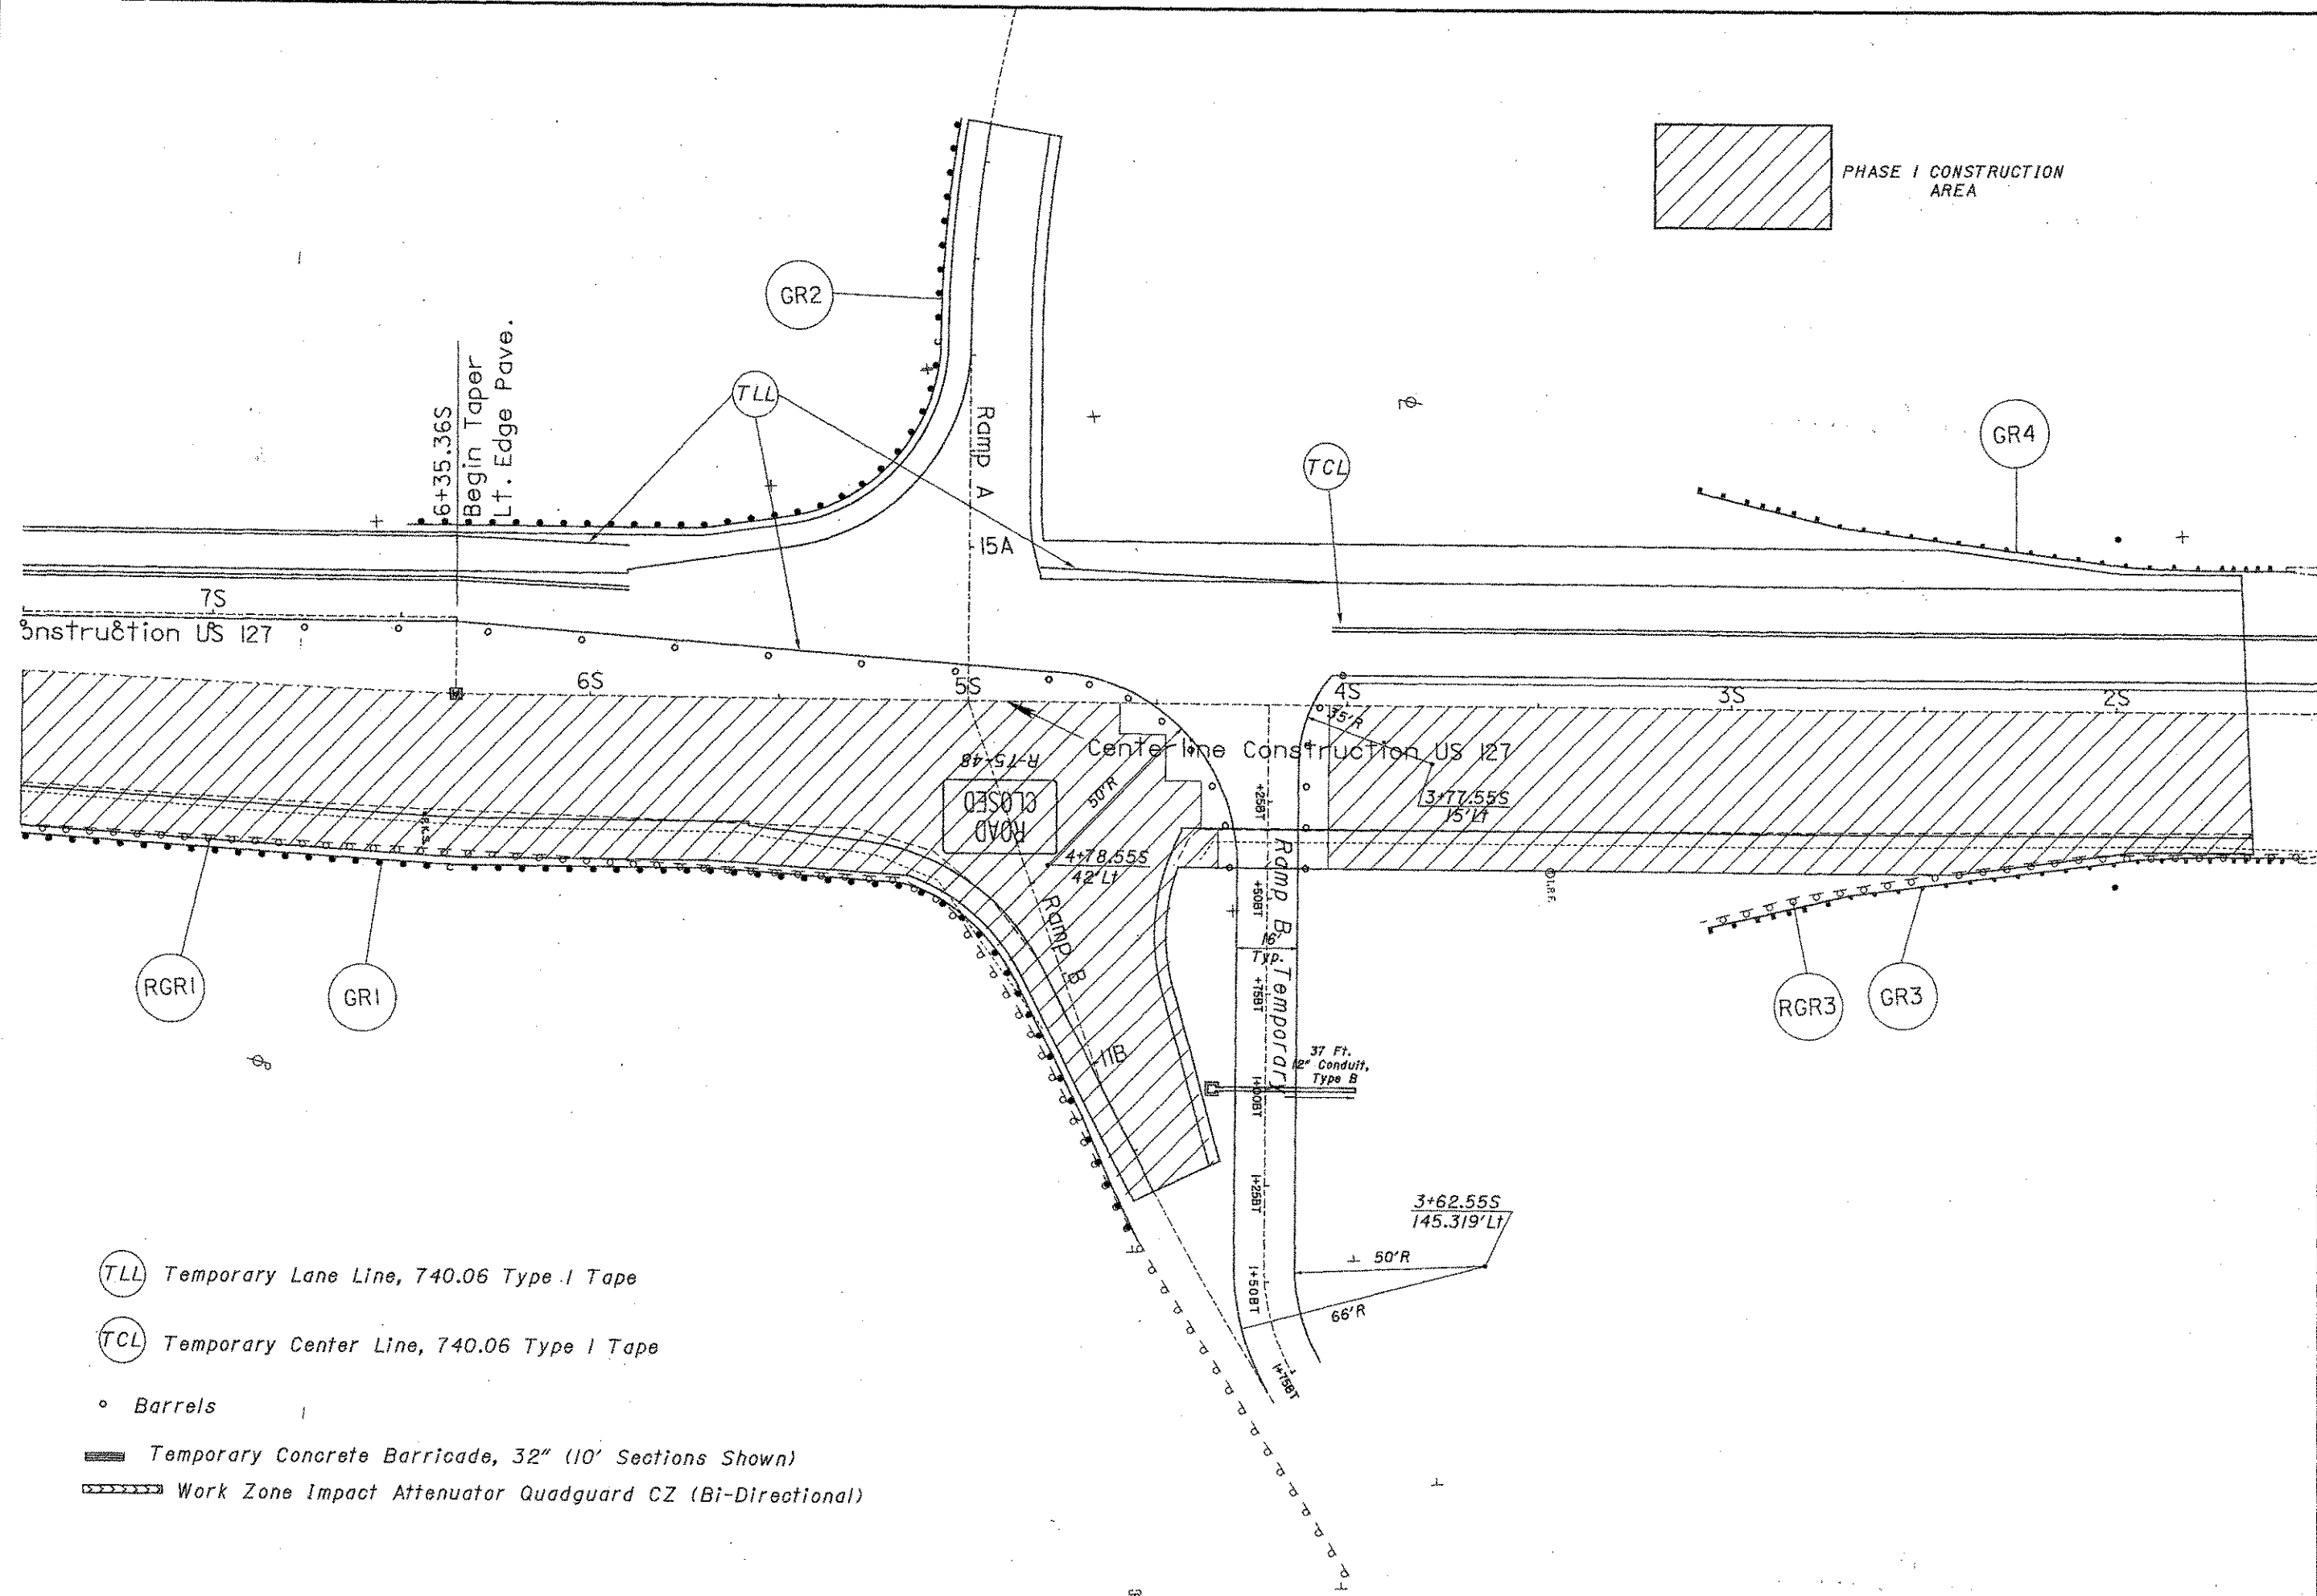 PHASE I CONSTRUCTION
AREA
GR2
TLL
6+35.36S
Begin Taper
Lt. Edge Pave.
Ramp A
15A
TCL
GR4
7S
onstruction US 127
6S
5S
4S
3S
2S
Centerline Construction US 127
35'R
R-75-48
ROAD
CLOSED
50'R
4+78.55S
42' Lt
3+77.55S
15' Lt
+25BT
+50BT
+75BT
1+00BT
1+25BT
1+50BT
1+75BT
Ramp B Temporary
16'
Typ.
Ramp B
11B
37 Ft.
12" Conduit,
Type B
RGR1
GR1
RGR3
GR3
3+62.55S
145.319' Lt
50'R
66'R
TLL Temporary Lane Line, 740.06 Type I Tape
TCL Temporary Center Line, 740.06 Type I Tape
Barrels
Temporary Concrete Barricade, 32" (10' Sections Shown)
Work Zone Impact Attenuator Quadguard CZ (Bi-Directional)